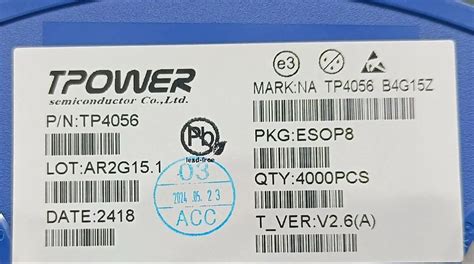 TPOWER
semiconductor Co.,Ltd.
P/N:TP4056
LOT:AR2G15.1
DATE:2418
e3
Pb
lead-free
03
2024.05.23
ACC
MARK:NA TP4056 B4G15Z
PKG:ESOP8
QTY:4000PCS
T_VER:V2.6(A)